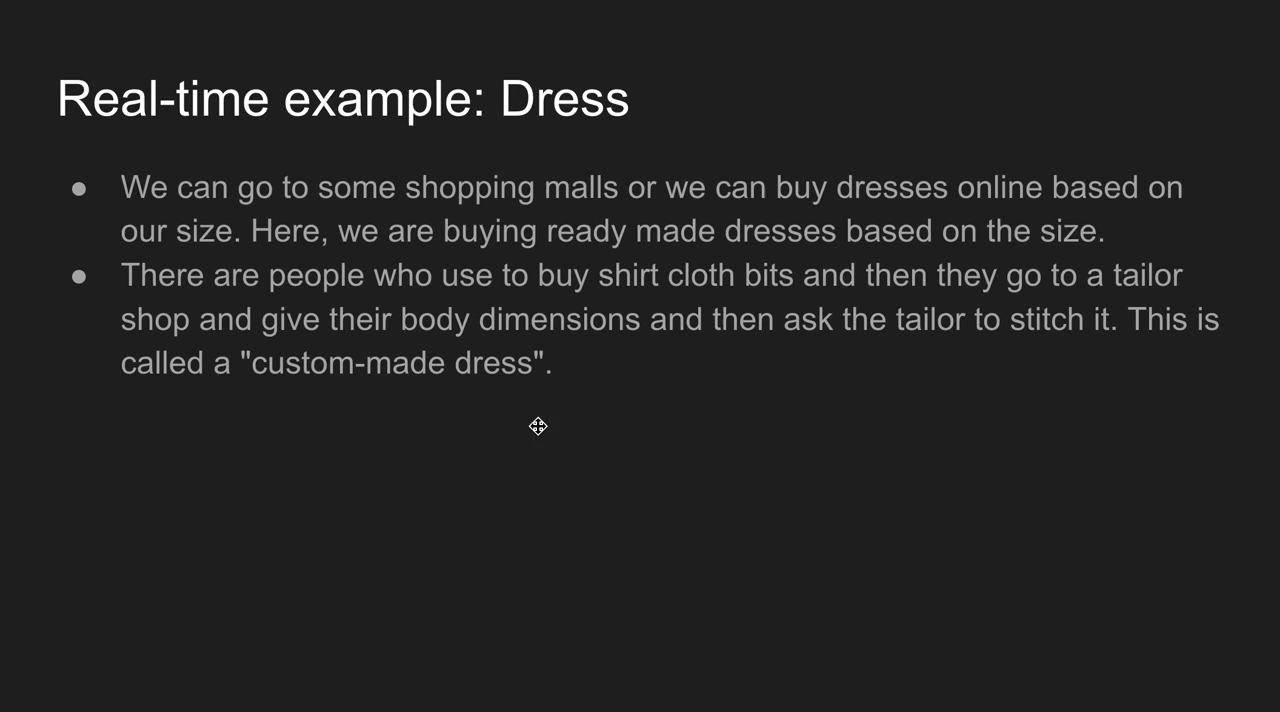 Real-time example: Dress
● We can go to some shopping malls or we can buy dresses online based on
our size. Here, we are buying ready made dresses based on the size.
● There are people who use to buy shirt cloth bits and then they go to a tailor
shop and give their body dimensions and then ask the tailor to stitch it. This is
called a "custom-made dress".